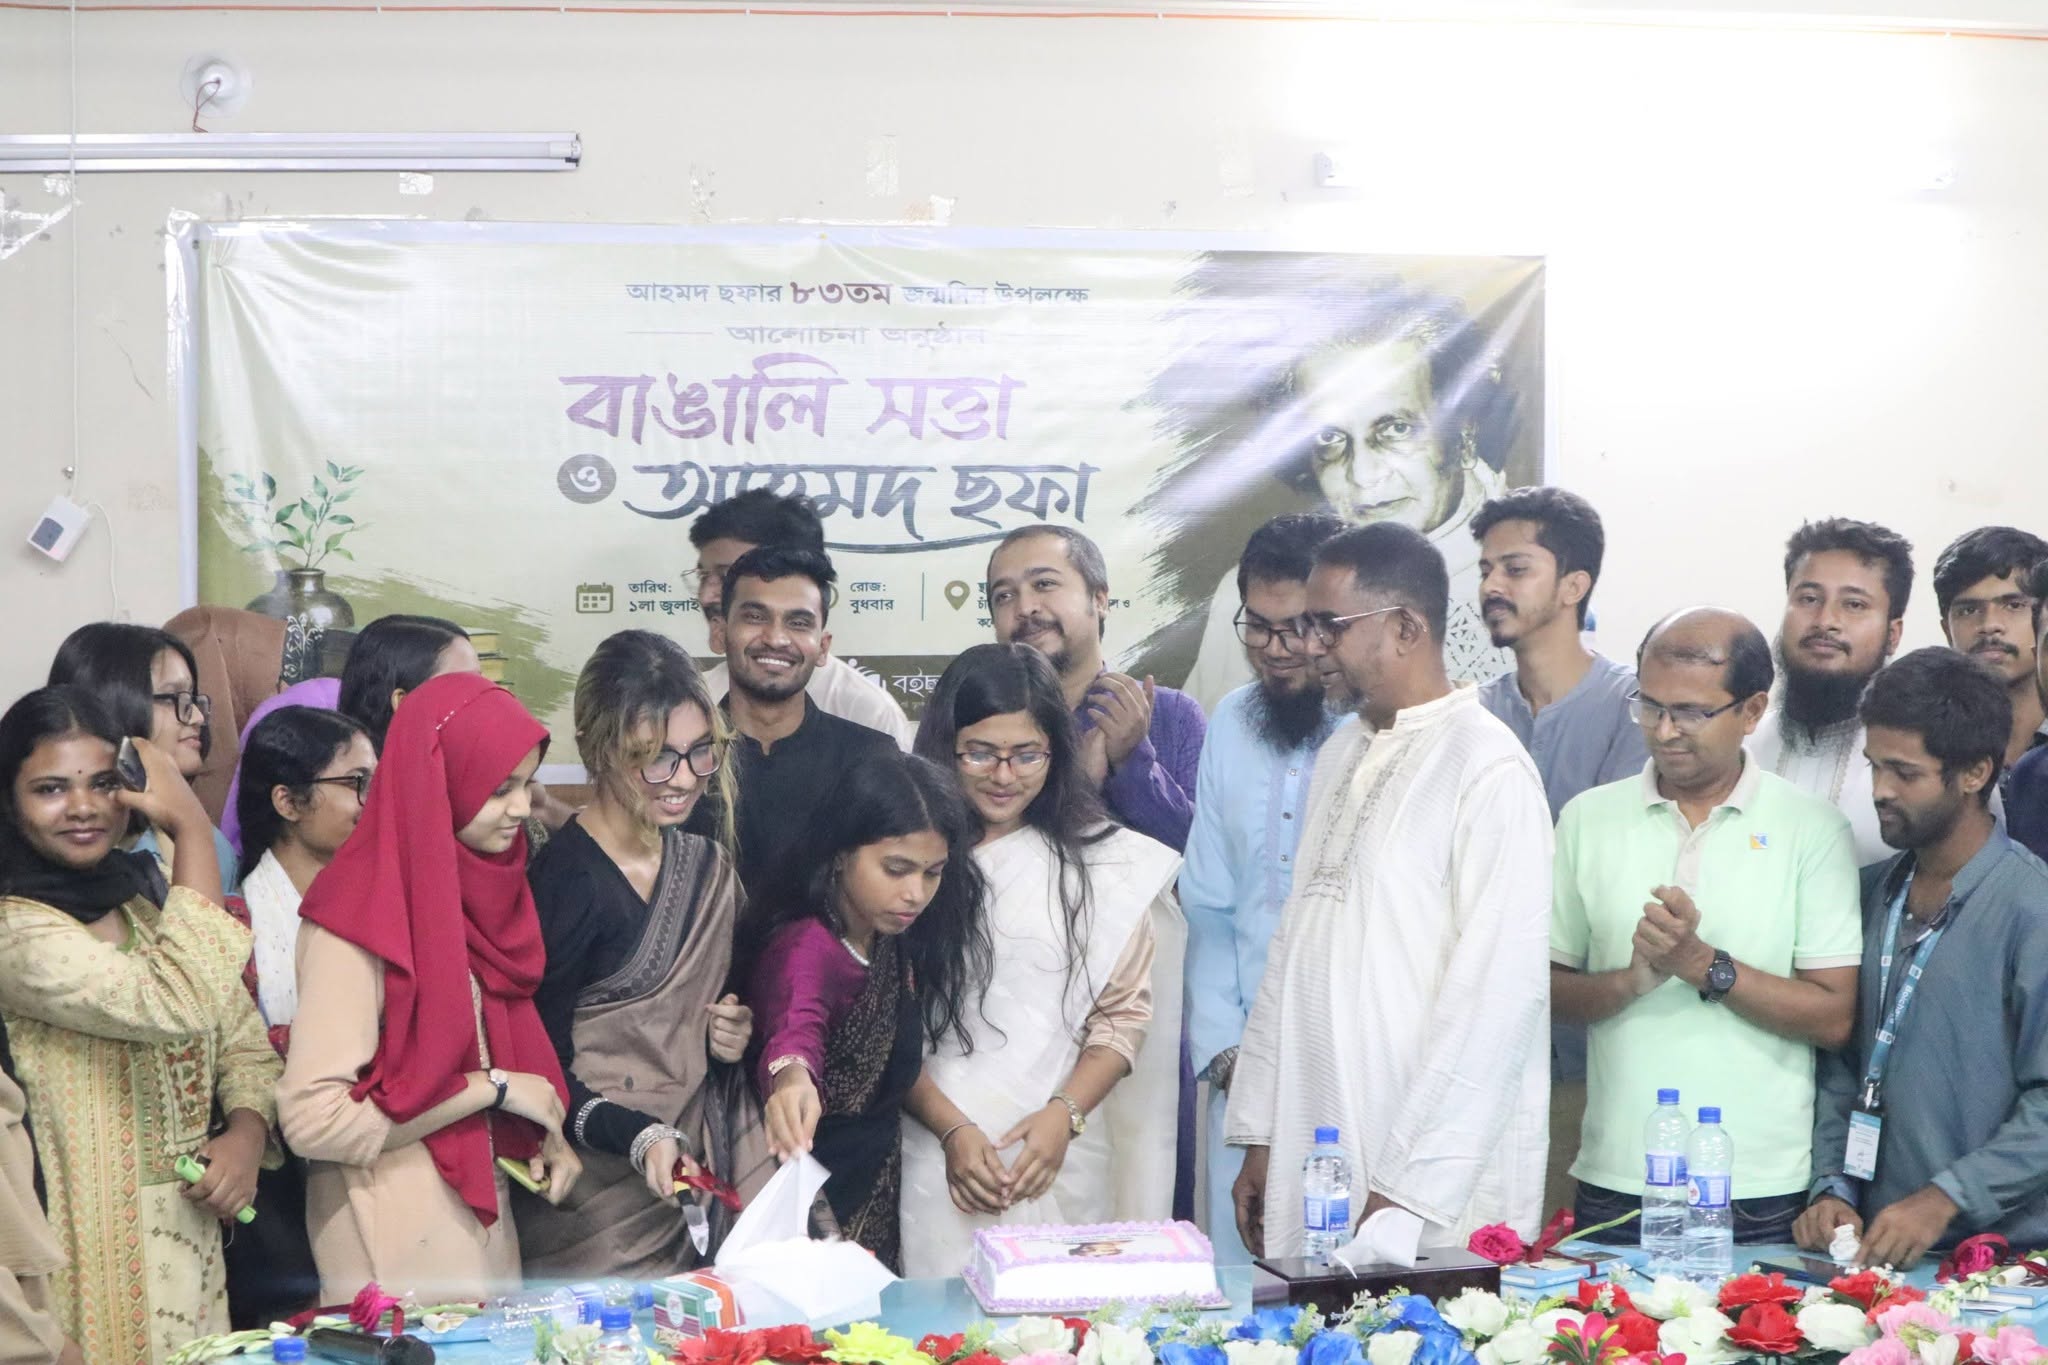 আহমদ ছফার ৮৩তম জন্মদিন উপলক্ষে
আলোচনা অনুষ্ঠান
বাঙালি সত্তা
ও আহমদ ছফা
তারিখ:
১লা জুলাই
রোজ:
বুধবার